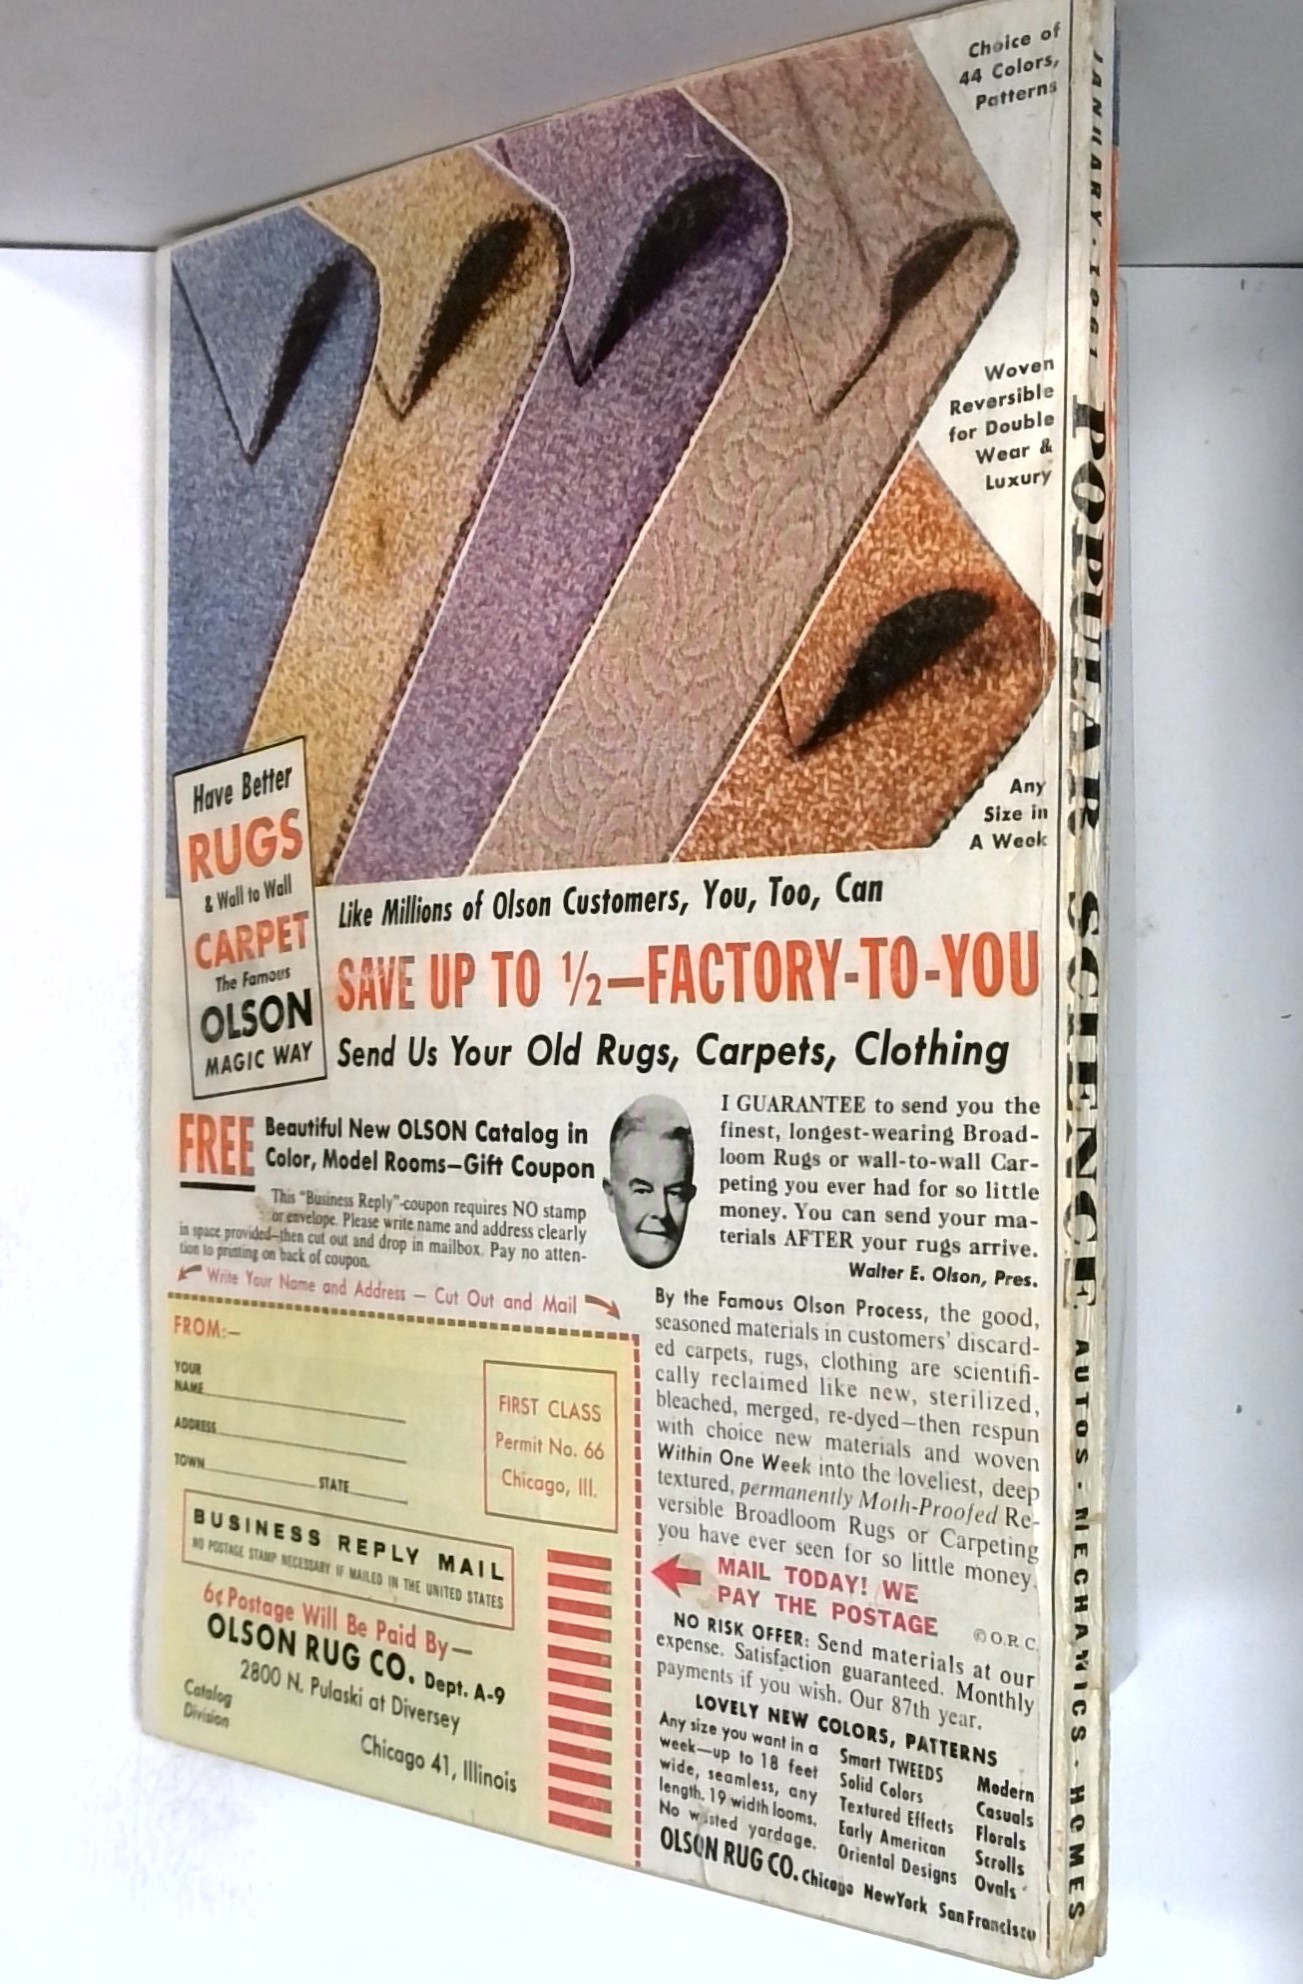 Choice of
44 Colors,
Patterns
Woven
Reversible
for Double
Wear &
Luxury
Any
Size in
A Week
Have Better
RUGS
& Wall to Wall
CARPET
The Famous
OLSON
MAGIC WAY
Like Millions of Olson Customers, You, Too, Can
SAVE UP TO ½—FACTORY-TO-YOU
Send Us Your Old Rugs, Carpets, Clothing
FREE
Beautiful New OLSON Catalog in
Color, Model Rooms—Gift Coupon
This "Business Reply"-coupon requires NO stamp
or envelope. Please write name and address clearly
in space provided—then cut out and drop in mailbox. Pay no atten-
tion to printing on back of coupon.
Write Your Name and Address — Cut Out and Mail
FROM:—
YOUR
NAME
ADDRESS
TOWN STATE
FIRST CLASS
Permit No. 66
Chicago, Ill.
BUSINESS REPLY MAIL
NO POSTAGE STAMP NECESSARY IF MAILED IN THE UNITED STATES
6¢ Postage Will Be Paid By—
OLSON RUG CO. Dept. A-9
2800 N. Pulaski at Diversey
Catalog
Division
Chicago 41, Illinois
I GUARANTEE to send you the
finest, longest-wearing Broad-
loom Rugs or wall-to-wall Car-
peting you ever had for so little
money. You can send your ma-
terials AFTER your rugs arrive.
Walter E. Olson, Pres.
By the Famous Olson Process, the good,
seasoned materials in customers' discard-
ed carpets, rugs, clothing are scientifi-
cally reclaimed like new, sterilized,
bleached, merged, re-dyed—then respun
with choice new materials and woven
Within One Week into the loveliest, deep
textured, permanently Moth-Proofed Re-
versible Broadloom Rugs or Carpeting
you have ever seen for so little money.
MAIL TODAY! WE
PAY THE POSTAGE
© O.R.C.
NO RISK OFFER: Send materials at our
expense. Satisfaction guaranteed. Monthly
payments if you wish. Our 87th year.
LOVELY NEW COLORS, PATTERNS
Any size you want in a
week—up to 18 feet
wide, seamless, any
length. 19 width looms.
No wasted yardage.
Smart TWEEDS
Solid Colors
Textured Effects
Early American
Oriental Designs
Modern
Casuals
Florals
Scrolls
Ovals
OLSON RUG CO. Chicago New York San Francisco
JANUARY · 1961 POPULAR SCIENCE AUTOS · MECHANICS · HOMES